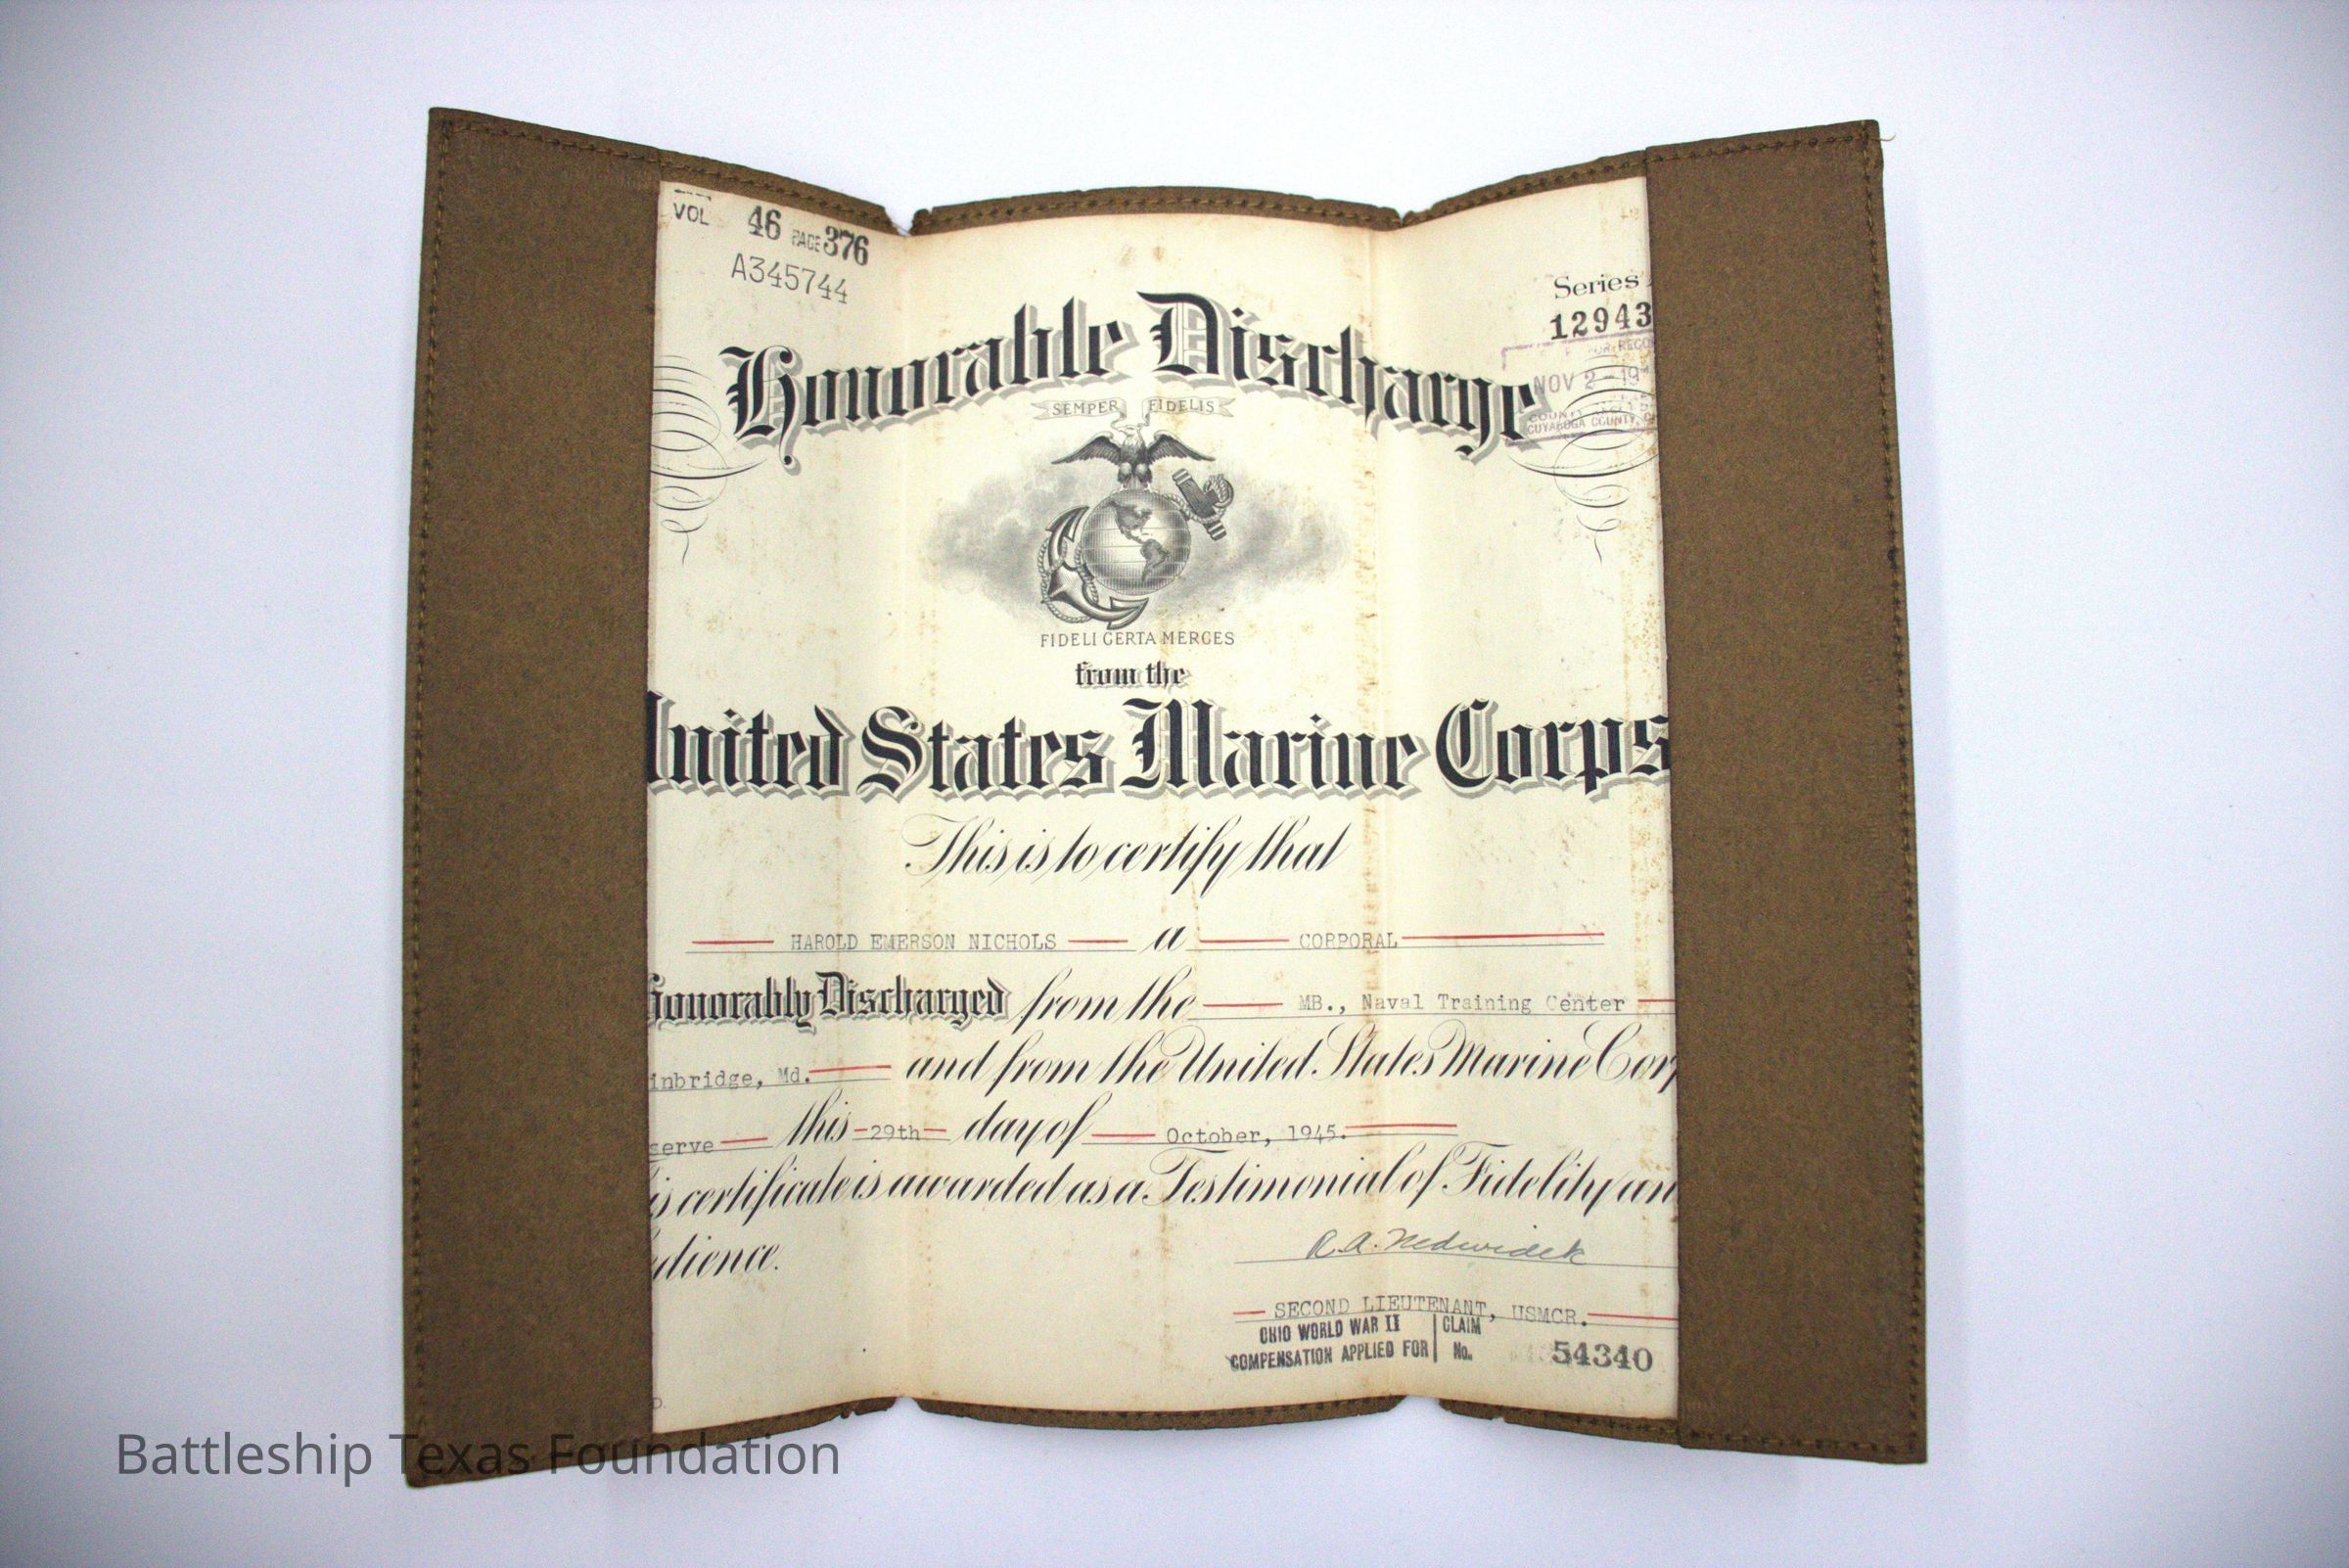 VOL 46 PAGE 376
A345744
Series
12943
Honorable Discharge
NOV 2 - 19
CUYAHOGA COUNTY,
SEMPER FIDELIS
FIDELI CERTA MERCES
from the
United States Marine Corps
This is to certify that
HAROLD EMERSON NICHOLS a CORPORAL
Honorably Discharged from the MB., Naval Training Center
inbridge, Md. and from the United States Marine Corp
serve this 29th day of October, 1945.
is certificate is awarded as a Testimonial of Fidelity an
edience.
R.A. Nedwidek
SECOND LIEUTENANT, USMCR.
OHIO WORLD WAR II CLAIM
COMPENSATION APPLIED FOR No. 54340
Battleship Texas Foundation